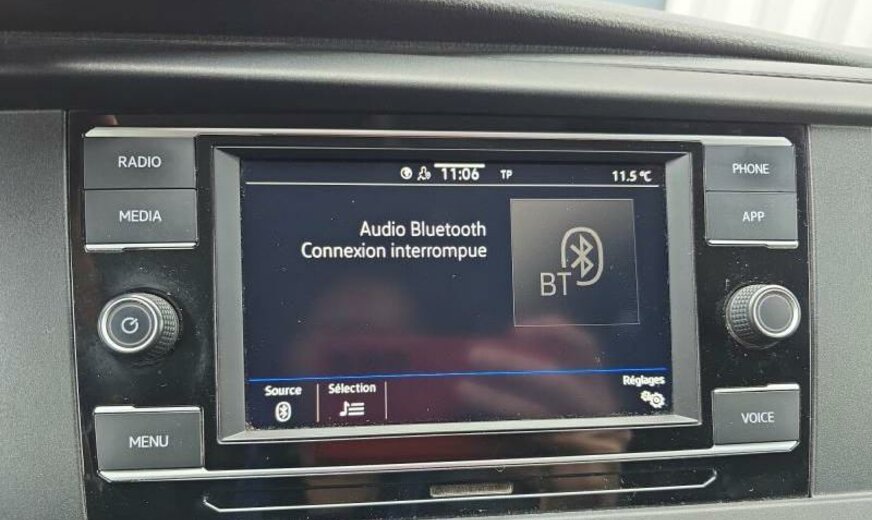 RADIO
MEDIA
MENU
11:06 TP 11.5 °C
Audio Bluetooth
Connexion interrompue
BT
Source
Sélection
Réglages
PHONE
APP
VOICE